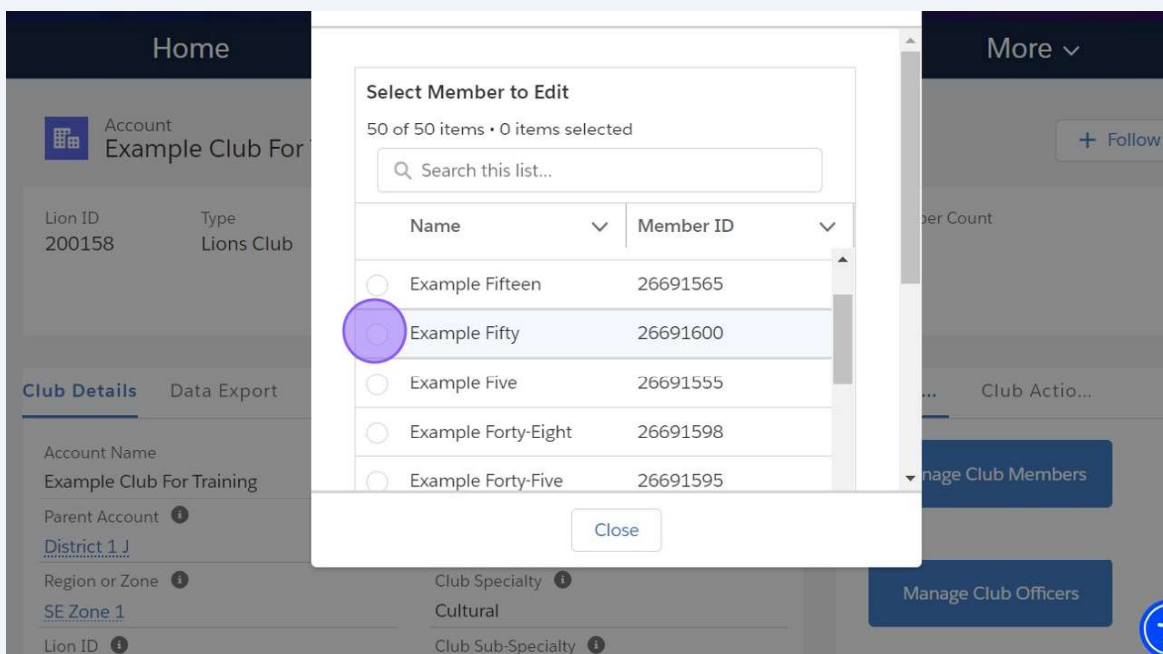 Home
More
Account
Example Club For
+ Follow
Lion ID
200158
Type
Lions Club
Count
Select Member to Edit
50 of 50 items • 0 items selected
Search this list...
Name
Member ID
Example Fifteen 26691565
Example Fifty 26691600
Example Five 26691555
Example Forty-Eight 26691598
Example Forty-Five 26691595
Close
Club Details
Data Export
...
Club Actio...
Account Name
Example Club For Training
Parent Account
District 1 J
Region or Zone
SE Zone 1
Lion ID
Club Specialty
Cultural
Club Sub-Specialty
Club Members
Manage Club Officers